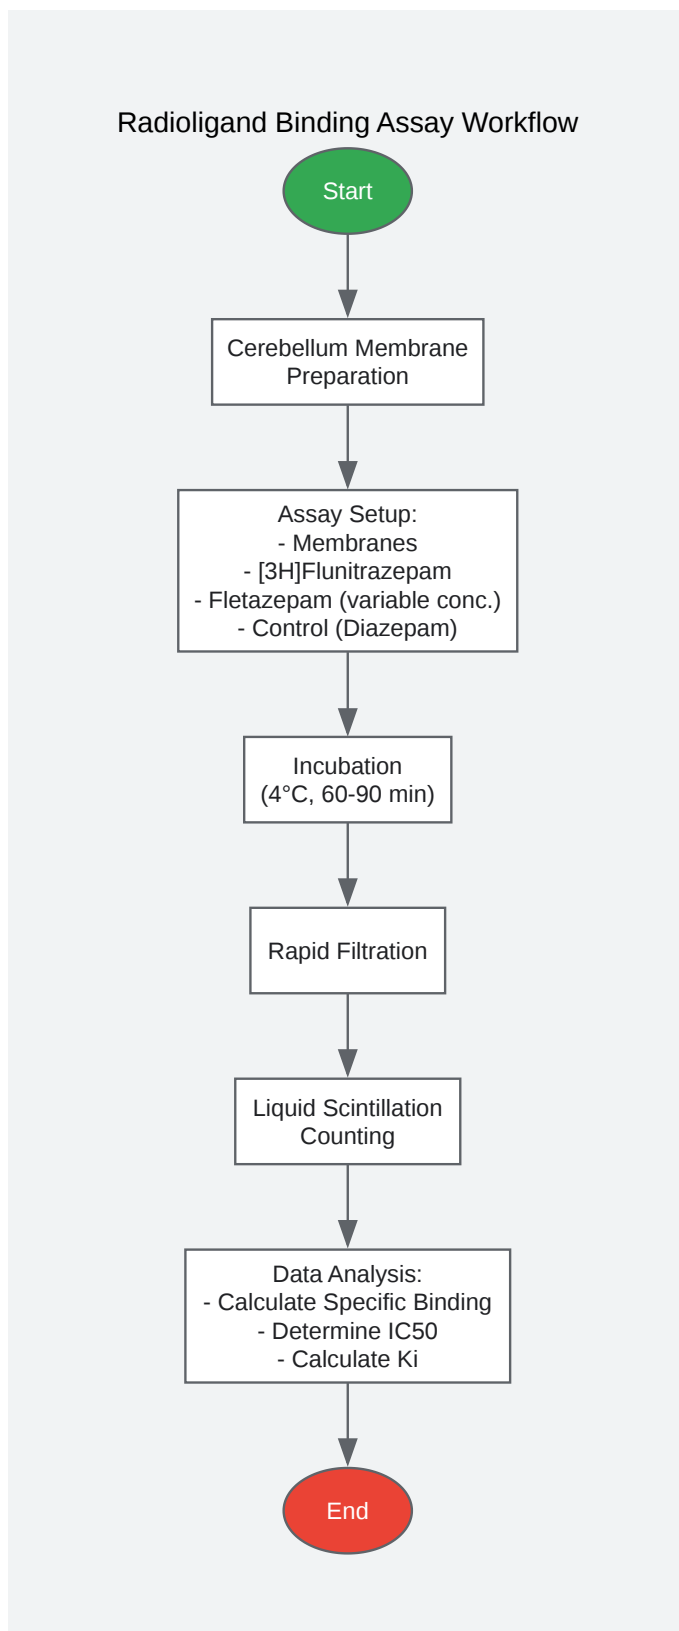 Radioligand Binding Assay Workflow
Start
Cerebellum Membrane
Preparation
Assay Setup:
- Membranes
- [3H]Flunitrazepam
- Fletazepam (variable conc.)
- Control (Diazepam)
Incubation
(4°C, 60-90 min)
Rapid Filtration
Liquid Scintillation
Counting
Data Analysis:
- Calculate Specific Binding
- Determine IC50
- Calculate Ki
End